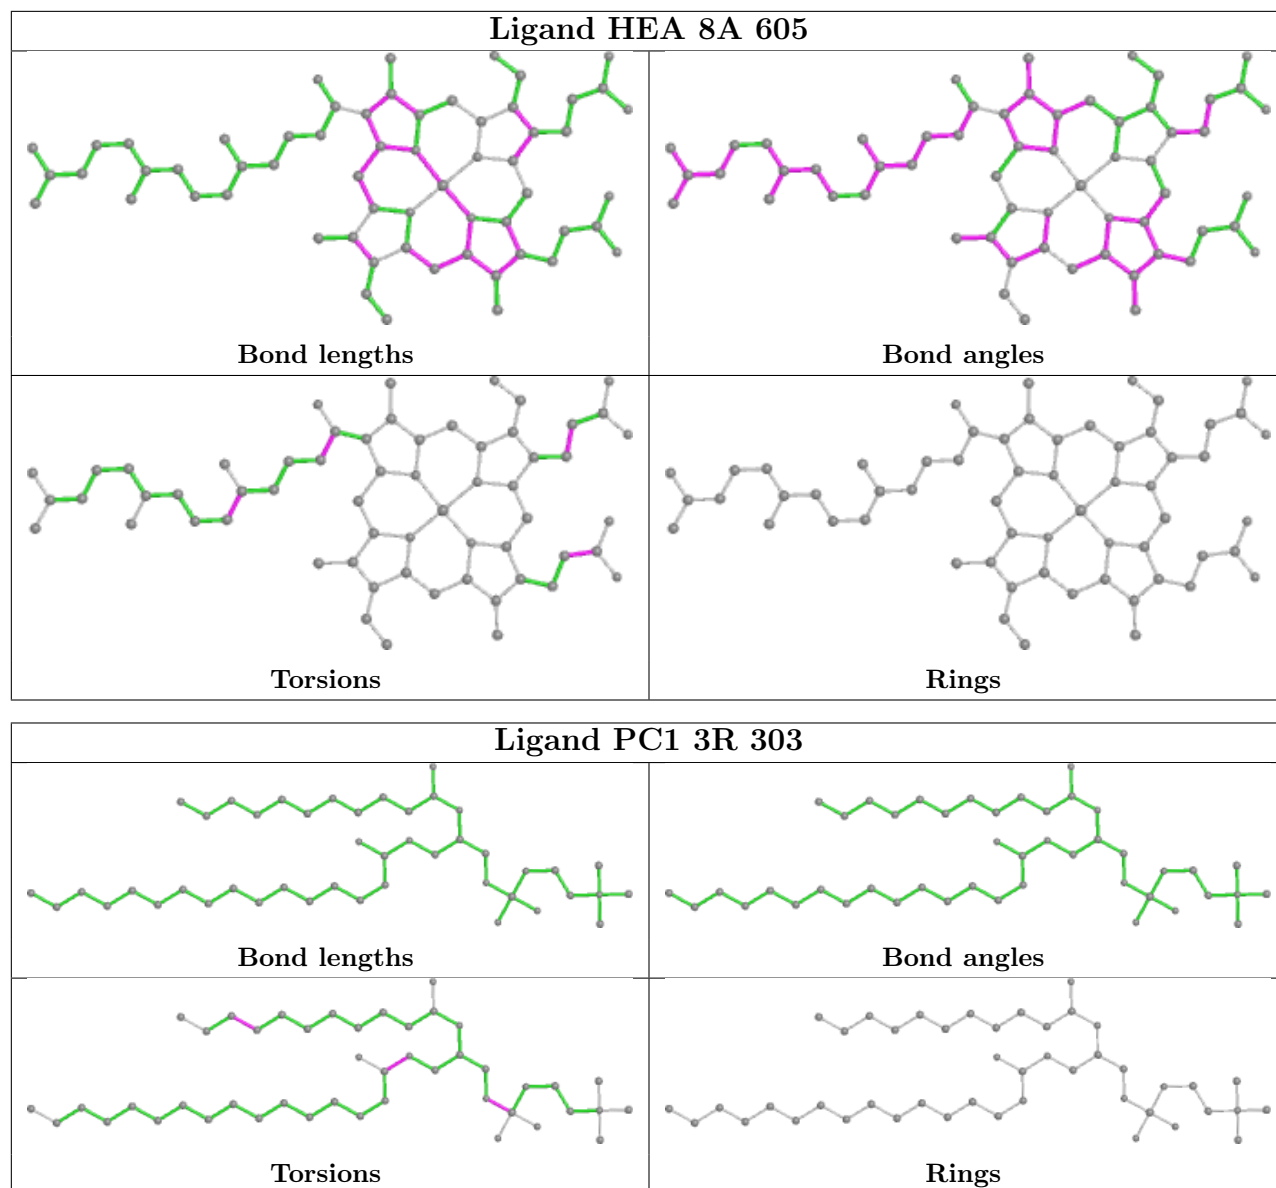 Ligand HEA 8A 605
Bond lengths
Bond angles
Torsions
Rings
Ligand PC1 3R 303
Bond lengths
Bond angles
Torsions
Rings